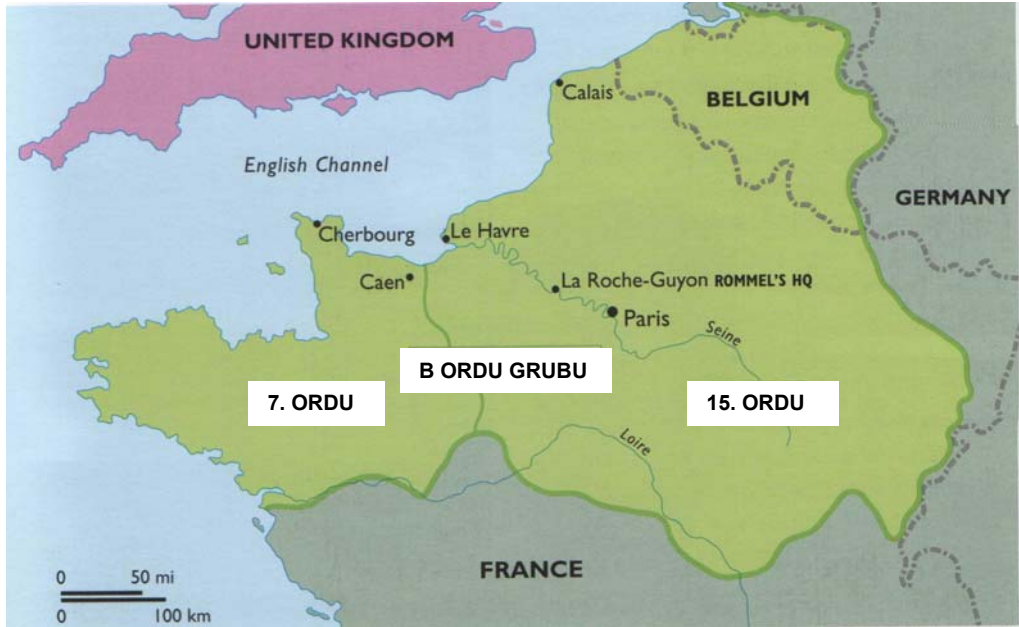 UNITED KINGDOM
Calais
BELGIUM
English Channel
GERMANY
Cherbourg
Le Havre
Caen
La Roche-Guyon ROMMEL'S HQ
Paris
Seine
B ORDU GRUBU
7. ORDU
15. ORDU
Loire
FRANCE
0 50 mi
0 100 km